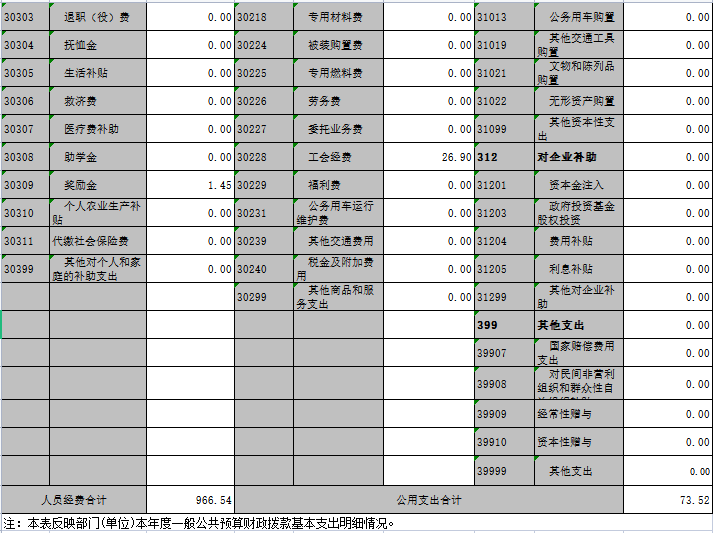 30303 退职（役）费 0.00 30218 专用材料费 0.00 31013 公务用车购置 0.00
30304 抚恤金 0.00 30224 被装购置费 0.00 31019 其他交通工具购置 0.00
30305 生活补贴 0.00 30225 专用燃料费 0.00 31021 文物和陈列品购置 0.00
30306 救济费 0.00 30226 劳务费 0.00 31022 无形资产购置 0.00
30307 医疗费补助 0.00 30227 委托业务费 0.00 31099 其他资本性支出 0.00
30308 助学金 0.00 30228 工会经费 26.90 312 对企业补助 0.00
30309 奖励金 1.45 30229 福利费 0.00 31201 资本金注入 0.00
30310 个人农业生产补贴 0.00 30231 公务用车运行维护费 0.00 31203 政府投资基金股权投资 0.00
30311 代缴社会保险费 0.00 30239 其他交通费用 0.00 31204 费用补贴 0.00
30399 其他对个人和家庭的补助支出 0.00 30240 税金及附加费用 0.00 31205 利息补贴 0.00
30299 其他商品和服务支出 0.00 31299 其他对企业补助 0.00
399 其他支出 0.00
39907 国家赔偿费用支出 0.00
39908 对民间非营利组织和群众性自 0.00
39909 经常性赠与 0.00
39910 资本性赠与 0.00
39999 其他支出 0.00
人员经费合计 966.54 公用支出合计 73.52
注：本表反映部门(单位)本年度一般公共预算财政拨款基本支出明细情况。